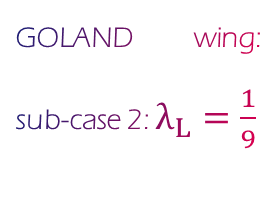 GOLAND wing:
sub-case 2: λL = 1/9